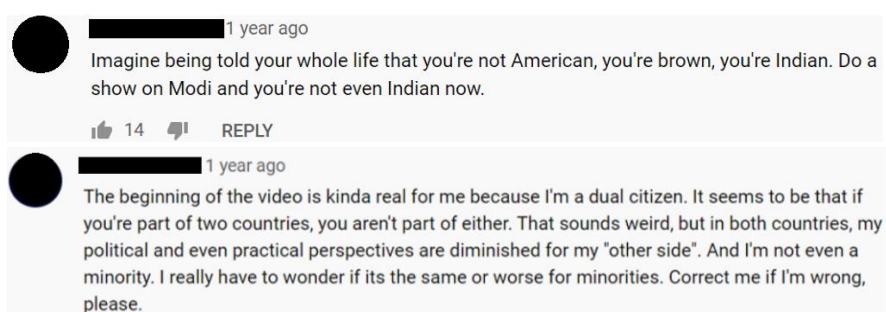 1 year ago
Imagine being told your whole life that you're not American, you're brown, you're Indian. Do a
show on Modi and you're not even Indian now.
14 REPLY
1 year ago
The beginning of the video is kinda real for me because I'm a dual citizen. It seems to be that if
you're part of two countries, you aren't part of either. That sounds weird, but in both countries, my
political and even practical perspectives are diminished for my "other side". And I'm not even a
minority. I really have to wonder if its the same or worse for minorities. Correct me if I'm wrong,
please.